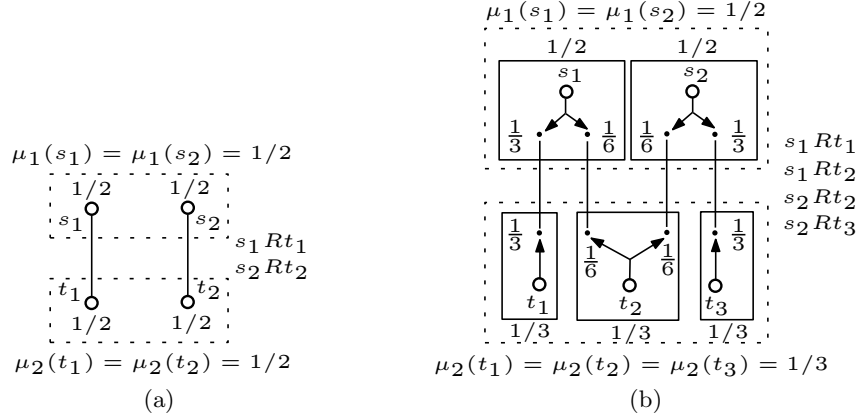 μ₁(s₁) = μ₁(s₂) = 1/2
1/2 1/2
s₁ s₂
s₁Rt₁
s₂Rt₂
t₁ t₂
1/2 1/2
μ₂(t₁) = μ₂(t₂) = 1/2
(a)
μ₁(s₁) = μ₁(s₂) = 1/2
1/2 1/2
s₁ s₂
1/3 1/6 1/6 1/3
s₁Rt₁
s₁Rt₂
s₂Rt₂
s₂Rt₃
1/3 1/6 1/6 1/3
t₁ t₂ t₃
1/3 1/3 1/3
μ₂(t₁) = μ₂(t₂) = μ₂(t₃) = 1/3
(b)